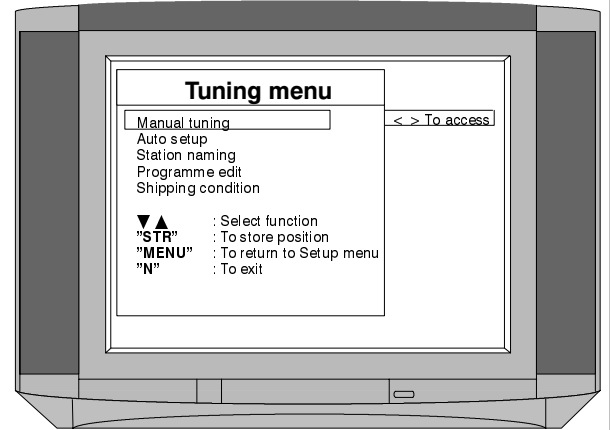 Tuning menu
Manual tuning
< > To access
Auto setup
Station naming
Programme edit
Shipping condition
▼▲ : Select function
”STR” : To store position
”MENU” : To return to Setup menu
”N” : To exit